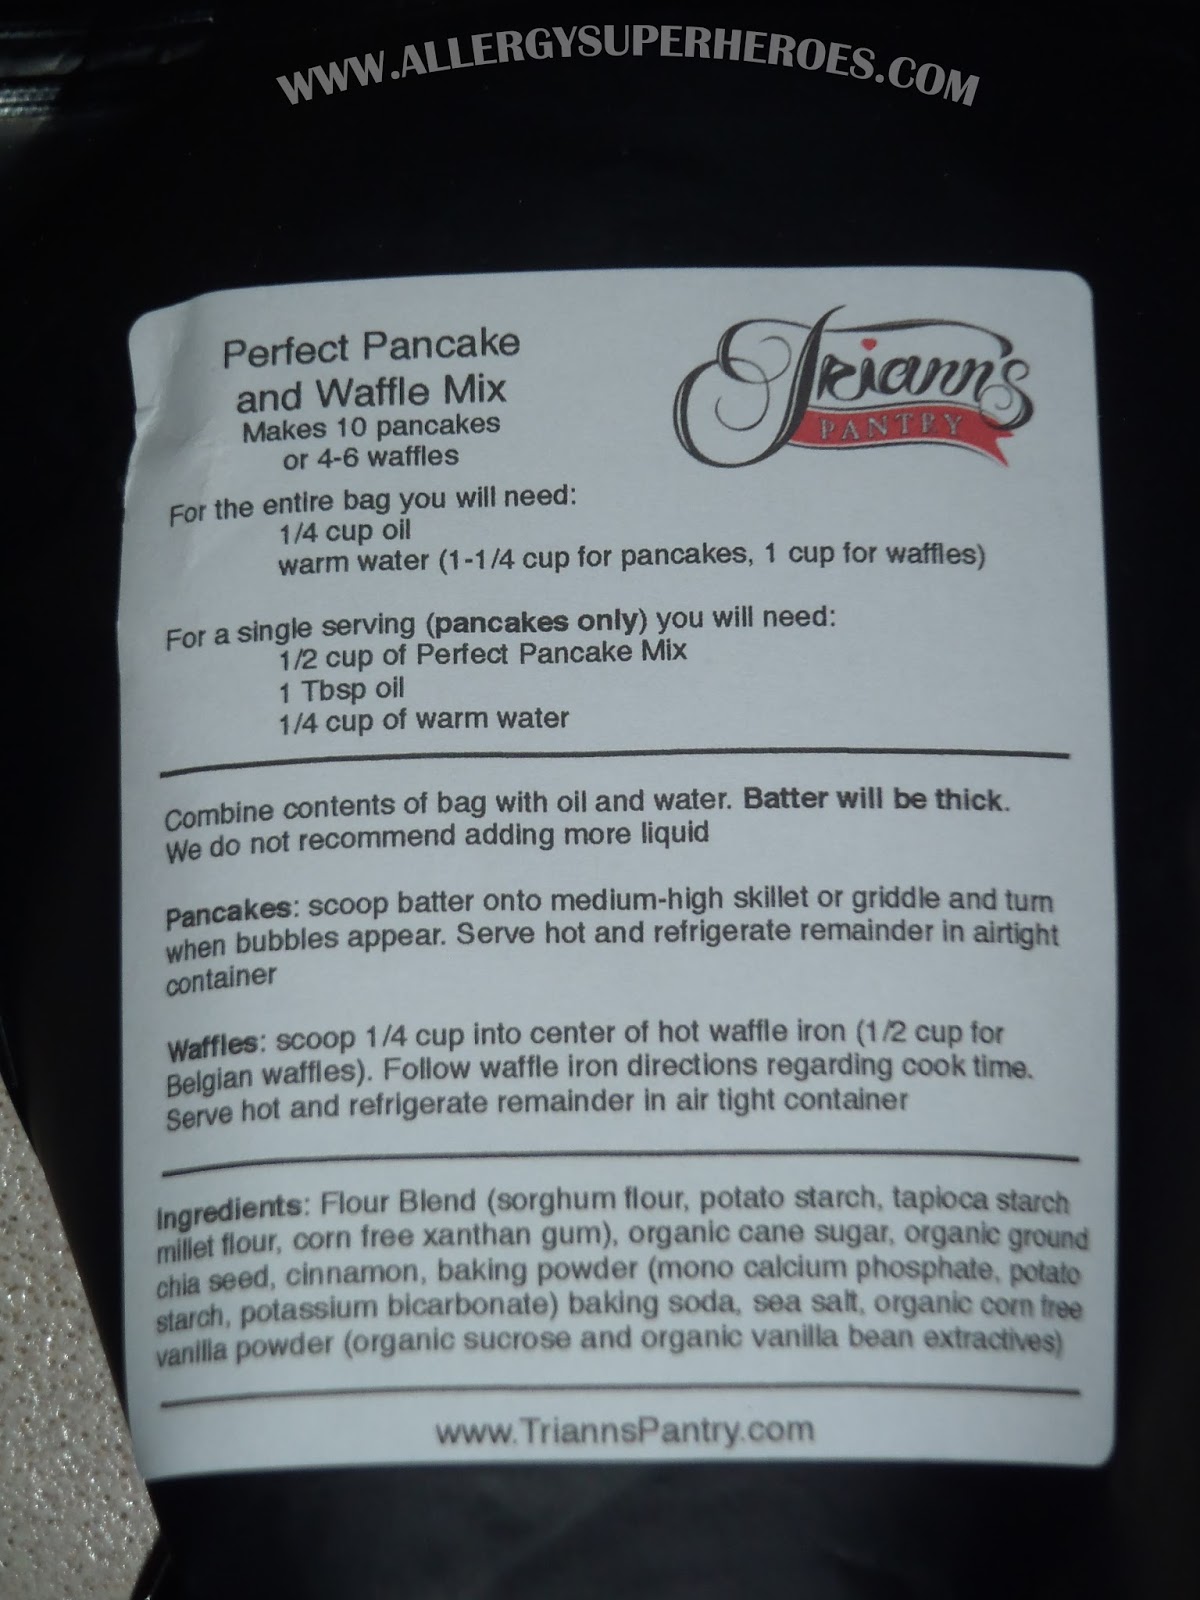 WWW.ALLERGYSUPERHEROES.COM
Perfect Pancake
and Waffle Mix
Makes 10 pancakes
or 4-6 waffles
Triann's
PANTRY
For the entire bag you will need:
1/4 cup oil
warm water (1-1/4 cup for pancakes, 1 cup for waffles)
For a single serving (pancakes only) you will need:
1/2 cup of Perfect Pancake Mix
1 Tbsp oil
1/4 cup of warm water
Combine contents of bag with oil and water. Batter will be thick.
We do not recommend adding more liquid
Pancakes: scoop batter onto medium-high skillet or griddle and turn
when bubbles appear. Serve hot and refrigerate remainder in airtight
container
Waffles: scoop 1/4 cup into center of hot waffle iron (1/2 cup for
Belgian waffles). Follow waffle iron directions regarding cook time.
Serve hot and refrigerate remainder in air tight container
Ingredients: Flour Blend (sorghum flour, potato starch, tapioca starch
millet flour, corn free xanthan gum), organic cane sugar, organic ground
chia seed, cinnamon, baking powder (mono calcium phosphate, potato
starch, potassium bicarbonate) baking soda, sea salt, organic corn free
vanilla powder (organic sucrose and organic vanilla bean extractives)
www.TriannsPantry.com